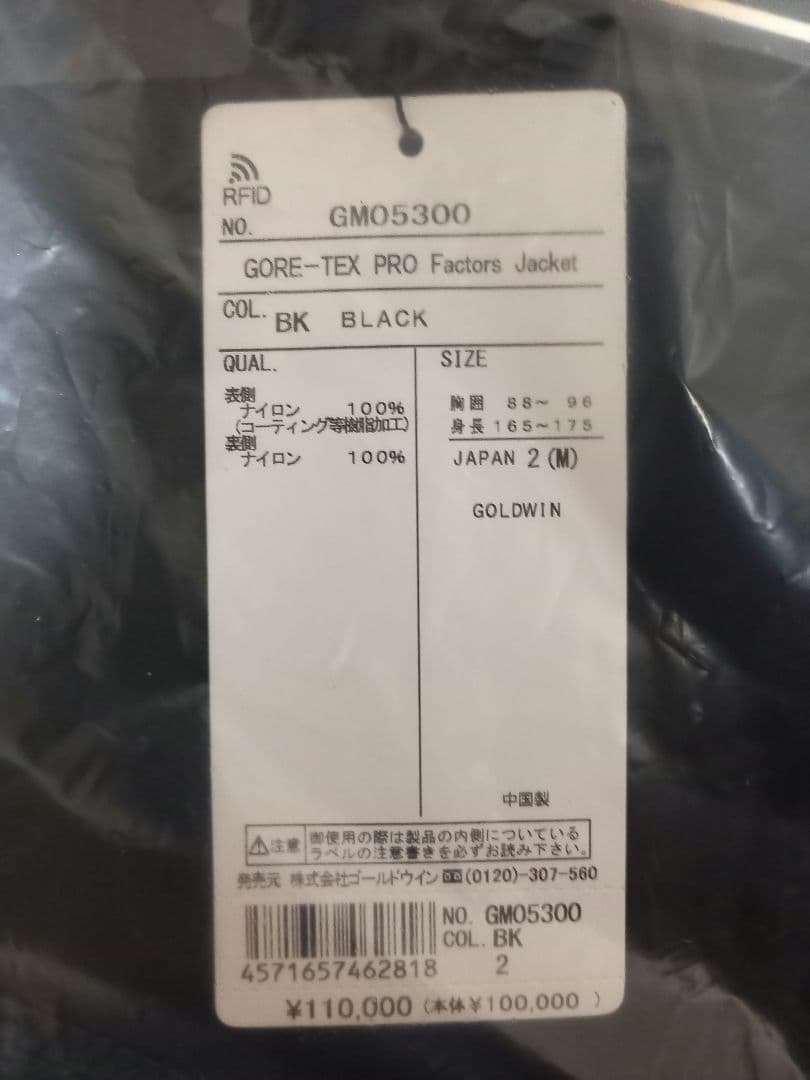 RFID
NO. GM05300
GORE-TEX PRO Factors Jacket
COL. BK BLACK
QUAL.
表側
ナイロン 100%
(コーティング等樹脂加工)
裏側
ナイロン 100%
SIZE
胸囲 88～ 96
身長 165～175
JAPAN 2 (M)
GOLDWIN
中国製
注意 御使用の際は製品の内側についている
ラベルの注意書きを必ずお読み下さい。
発売元 株式会社ゴールドウイン (0120)-307-560
NO. GM05300
COL. BK
4571657462818 2
¥110,000 (本体¥100,000 )